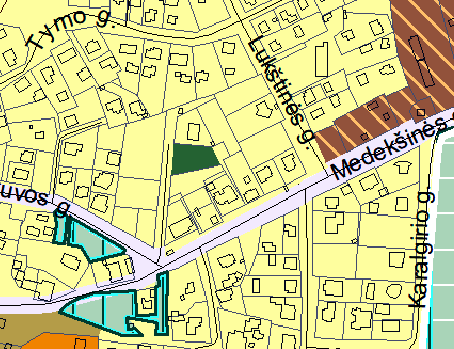 Tymo g.
Lukštinės g.
Medekšinės
uvos g.
Karalgirio g.